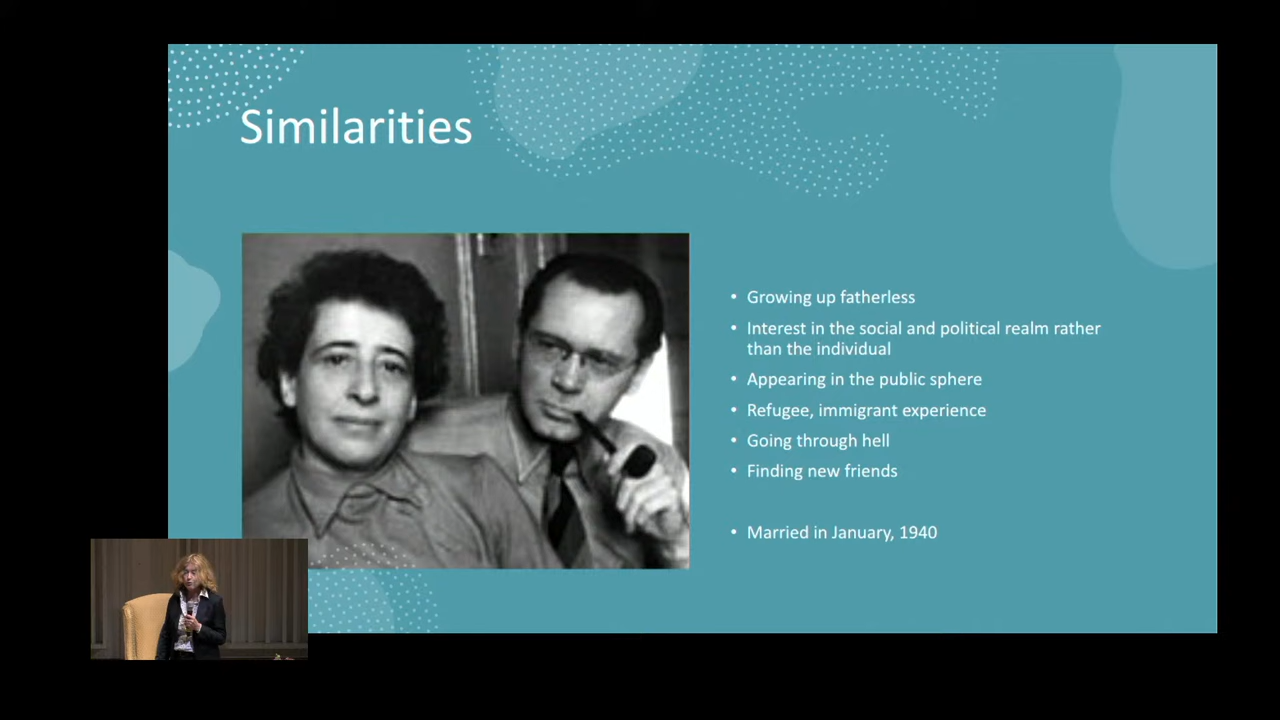 Similarities
• Growing up fatherless
• Interest in the social and political realm rather
than the individual
• Appearing in the public sphere
• Refugee, immigrant experience
• Going through hell
• Finding new friends
• Married in January, 1940